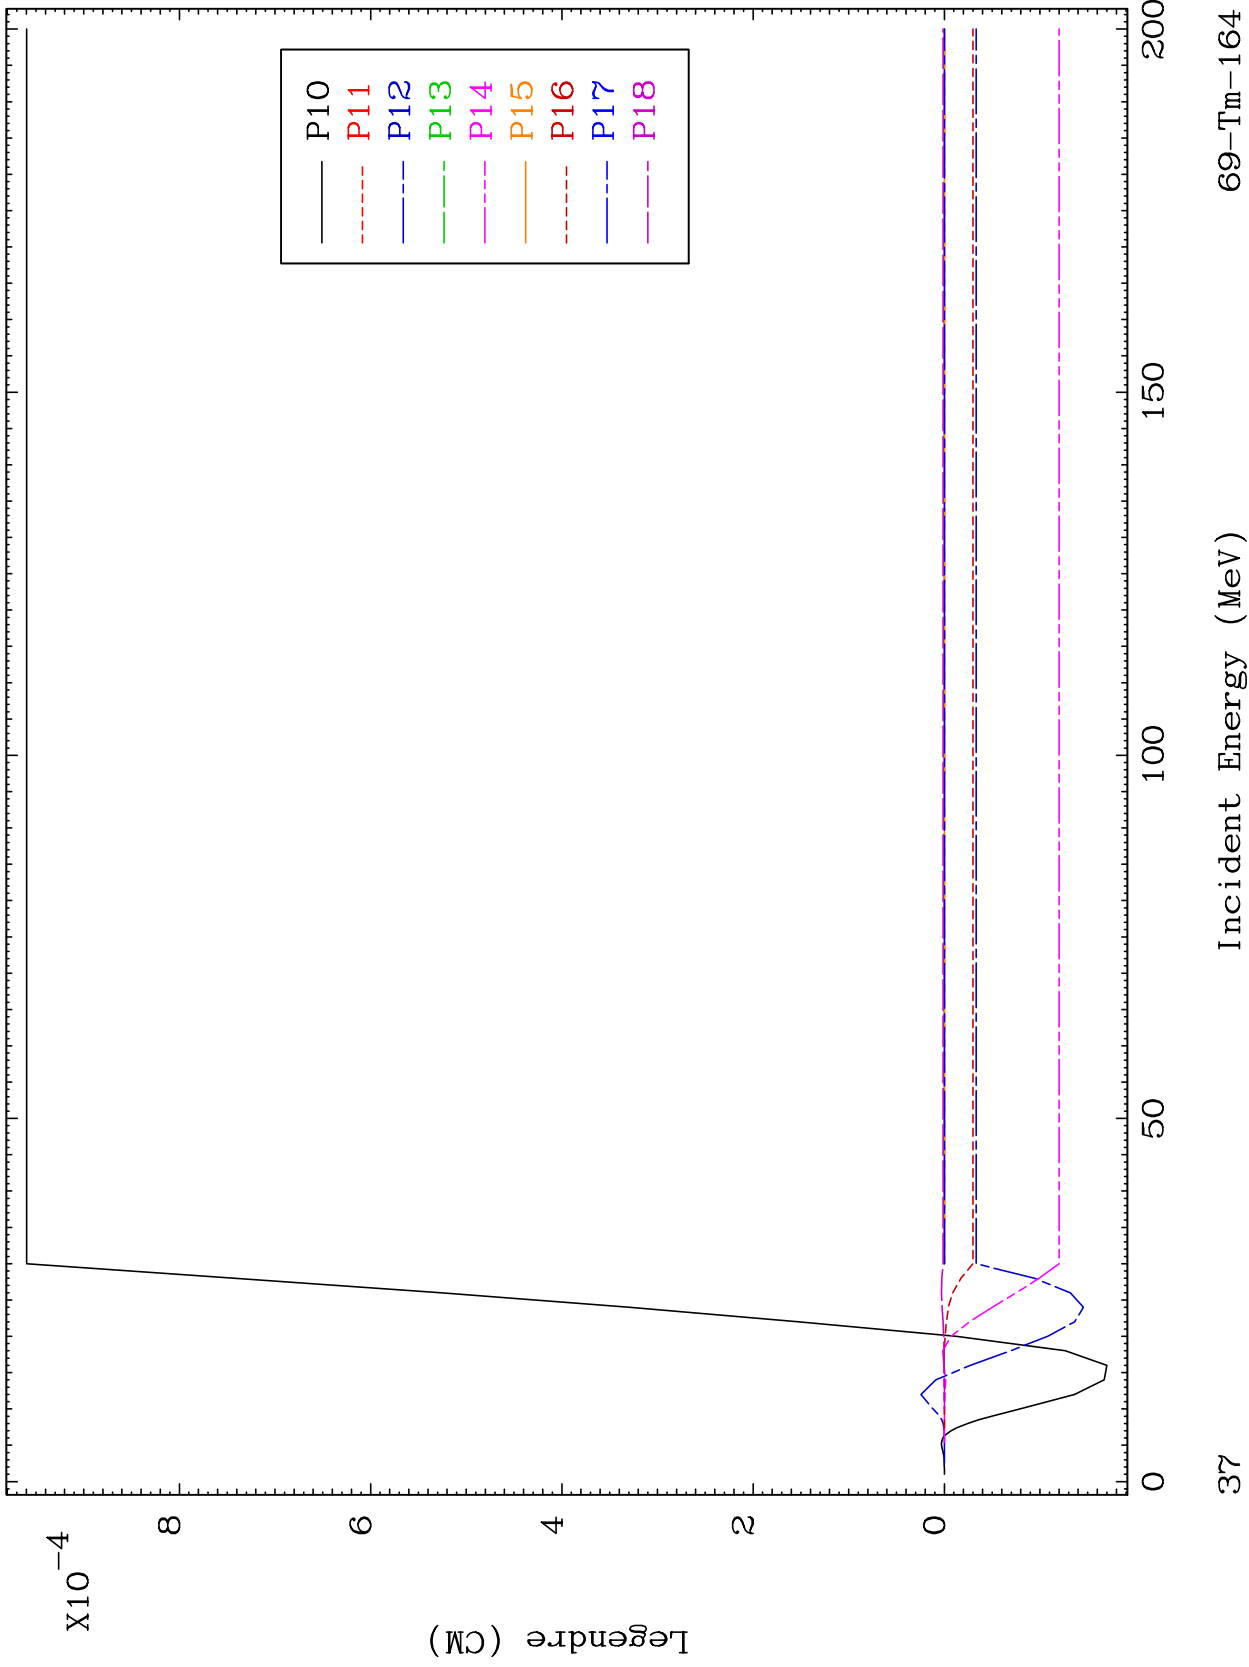 X10-4
8
6
4
2
0
Legendre (CM)
P10
P11
P12
P13
P14
P15
P16
P17
P18
0
50
100
150
200
37
Incident Energy (MeV)
69-Tm-164